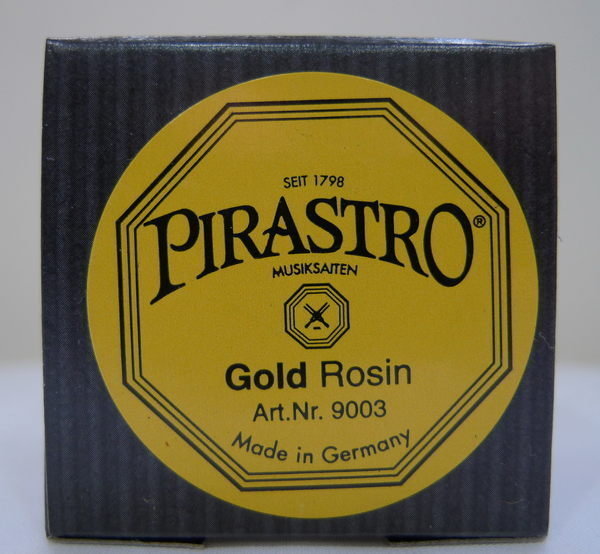 SEIT 1798
PIRASTRO®
MUSIKSAITEN
Gold Rosin
Art.Nr. 9003
Made in Germany